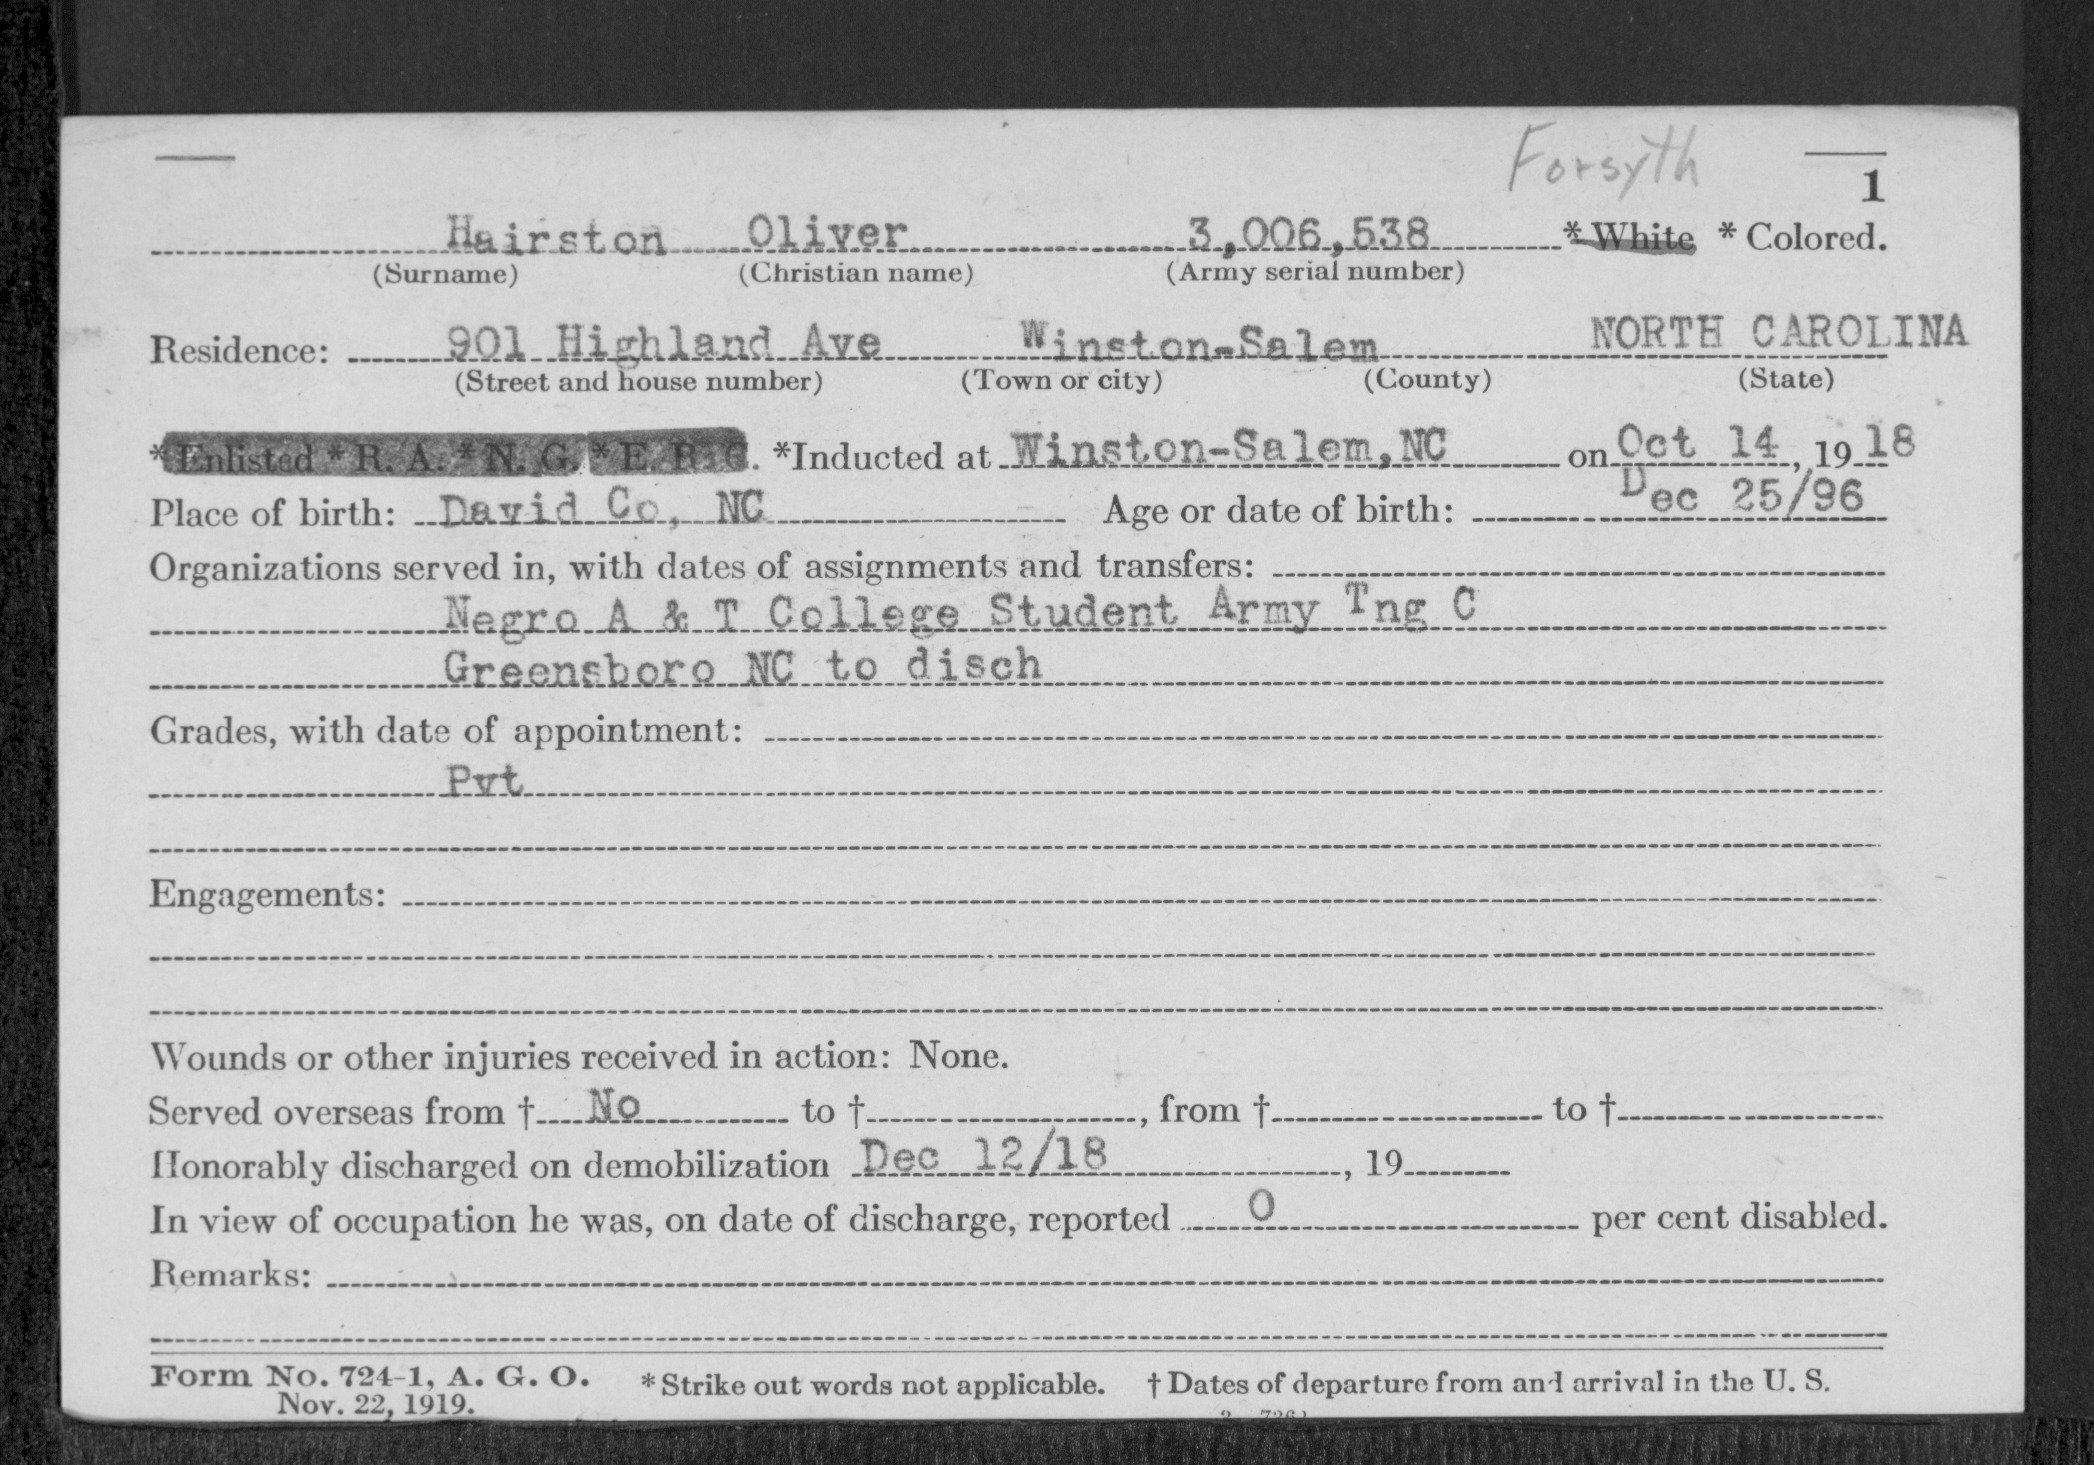 Forsyth
1
Hairston Oliver 3,006,538 * White * Colored.
(Surname) (Christian name) (Army serial number)
Residence: 901 Highland Ave Winston-Salem NORTH CAROLINA
(Street and house number) (Town or city) (County) (State)
*Enlisted *R. A. *N. G. *E. R. C. *Inducted at Winston-Salem, NC on Oct 14, 1918
Place of birth: David Co, NC Age or date of birth: Dec 25/96
Organizations served in, with dates of assignments and transfers:
Negro A & T College Student Army Tng C
Greensboro NC to disch
Grades, with date of appointment:
Pvt
Engagements:
Wounds or other injuries received in action: None.
Served overseas from † No to †, from † to †
Honorably discharged on demobilization Dec 12/18, 19
In view of occupation he was, on date of discharge, reported 0 per cent disabled.
Remarks:
Form No. 724-1, A. G. O. *Strike out words not applicable. † Dates of departure from and arrival in the U. S.
Nov. 22, 1919.